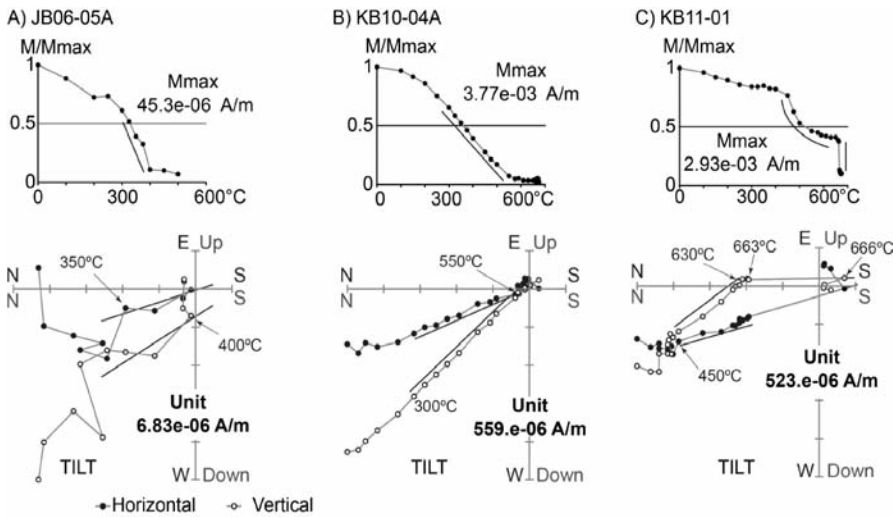 A) JB06-05A
M/Mmax
1
Mmax
45.3e-06 A/m
0.5
0
0
300
600°C
B) KB10-04A
M/Mmax
1
Mmax
3.77e-03 A/m
0.5
0
0
300
600°C
C) KB11-01
M/Mmax
1
0.5
Mmax
2.93e-03 A/m
0
0
300
600°C
E Up
N
N
S
S
350ºC
400ºC
Unit
6.83e-06 A/m
TILT
W Down
E Up
N
N
S
S
550ºC
300ºC
Unit
559.e-06 A/m
TILT
W Down
E Up
630ºC
663ºC
666ºC
N
N
S
S
450ºC
Unit
523.e-06 A/m
TILT
W Down
Horizontal
Vertical